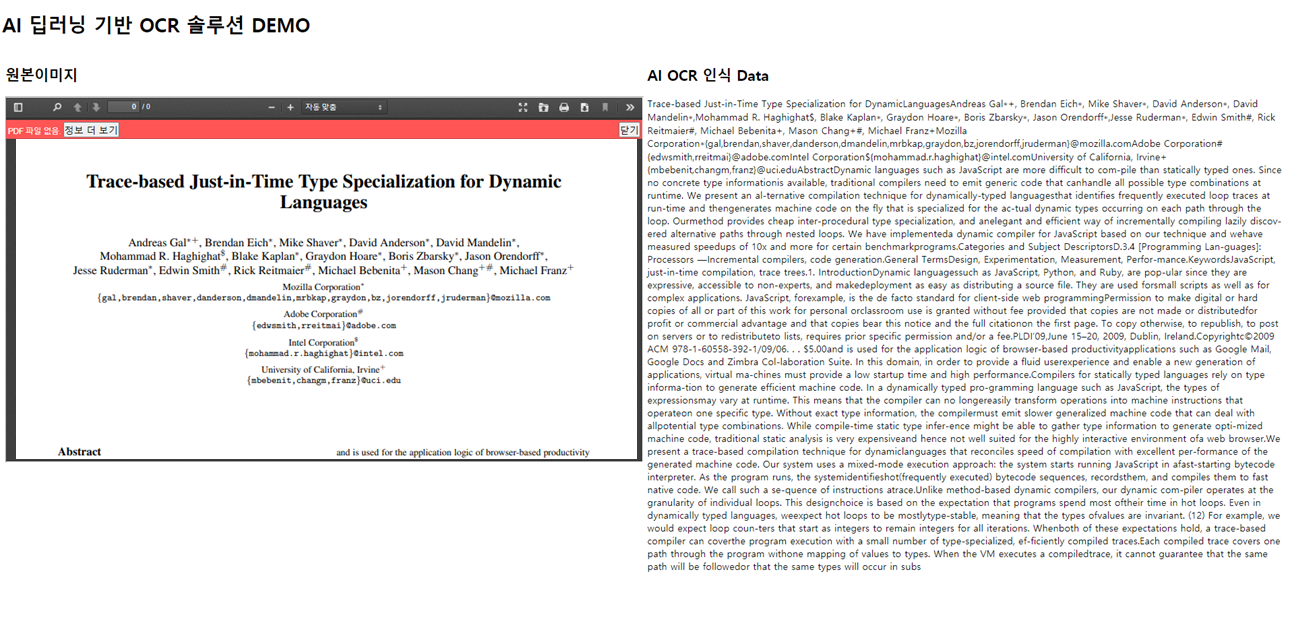 AI 딥러닝 기반 OCR 솔루션 DEMO
원본이미지
0 / 0
자동 맞춤
PDF 파일 없음. 정보 더 보기
닫기
Trace-based Just-in-Time Type Specialization for Dynamic
Languages
Andreas Gal*+, Brendan Eich*, Mike Shaver*, David Anderson*, David Mandelin*,
Mohammad R. Haghighat$, Blake Kaplan*, Graydon Hoare*, Boris Zbarsky*, Jason Orendorff*,
Jesse Ruderman*, Edwin Smith#, Rick Reitmaier#, Michael Bebenita+, Mason Chang+#, Michael Franz+
Mozilla Corporation*
{gal,brendan,shaver,danderson,dmandelin,mrbkap,graydon,bz,jorendorff,jruderman}@mozilla.com
Adobe Corporation#
{edwsmith,rreitmai}@adobe.com
Intel Corporation$
{mohammad.r.haghighat}@intel.com
University of California, Irvine+
{mbebenit,changm,franz}@uci.edu
Abstract
and is used for the application logic of browser-based productivity
AI OCR 인식 Data
Trace-based Just-in-Time Type Specialization for DynamicLanguagesAndreas Gal∗+, Brendan Eich∗, Mike Shaver∗, David Anderson∗, David
Mandelin∗,Mohammad R. Haghighat$, Blake Kaplan∗, Graydon Hoare∗, Boris Zbarsky∗, Jason Orendorff∗,Jesse Ruderman∗, Edwin Smith#, Rick
Reitmaier#, Michael Bebenita+, Mason Chang+#, Michael Franz+Mozilla
Corporation∗{gal,brendan,shaver,danderson,dmandelin,mrbkap,graydon,bz,jorendorff,jruderman}@mozilla.comAdobe Corporation#
{edwsmith,rreitmai}@adobe.comIntel Corporation${mohammad.r.haghighat}@intel.comUniversity of California, Irvine+
{mbebenit,changm,franz}@uci.eduAbstractDynamic languages such as JavaScript are more difficult to com-pile than statically typed ones. Since
no concrete type informationis available, traditional compilers need to emit generic code that canhandle all possible type combinations at
runtime. We present an al-ternative compilation technique for dynamically-typed languagesthat identifies frequently executed loop traces at
run-time and thengenerates machine code on the fly that is specialized for the ac-tual dynamic types occurring on each path through the
loop. Ourmethod provides cheap inter-procedural type specialization, and anelegant and efficient way of incrementally compiling lazily discov-
ered alternative paths through nested loops. We have implementeda dynamic compiler for JavaScript based on our technique and wehave
measured speedups of 10x and more for certain benchmarkprograms.Categories and Subject DescriptorsD.3.4 [Programming Lan-guages]:
Processors —Incremental compilers, code generation.General TermsDesign, Experimentation, Measurement, Perfor-mance.KeywordsJavaScript,
just-in-time compilation, trace trees.1. IntroductionDynamic languagessuch as JavaScript, Python, and Ruby, are pop-ular since they are
expressive, accessible to non-experts, and makedeployment as easy as distributing a source file. They are used forsmall scripts as well as for
complex applications. JavaScript, forexample, is the de facto standard for client-side web programmingPermission to make digital or hard
copies of all or part of this work for personal orclassroom use is granted without fee provided that copies are not made or distributedfor
profit or commercial advantage and that copies bear this notice and the full citationon the first page. To copy otherwise, to republish, to post
on servers or to redistributeto lists, requires prior specific permission and/or a fee.PLDI'09,June 15–20, 2009, Dublin, Ireland.Copyrightc©2009
ACM 978-1-60558-392-1/09/06. . . $5.00and is used for the application logic of browser-based productivityapplications such as Google Mail,
Google Docs and Zimbra Col-laboration Suite. In this domain, in order to provide a fluid userexperience and enable a new generation of
applications, virtual ma-chines must provide a low startup time and high performance.Compilers for statically typed languages rely on type
informa-tion to generate efficient machine code. In a dynamically typed pro-gramming language such as JavaScript, the types of
expressionsmay vary at runtime. This means that the compiler can no longereasily transform operations into machine instructions that
operateon one specific type. Without exact type information, the compilermust emit slower generalized machine code that can deal with
allpotential type combinations. While compile-time static type infer-ence might be able to gather type information to generate opti-mized
machine code, traditional static analysis is very expensiveand hence not well suited for the highly interactive environment ofa web browser.We
present a trace-based compilation technique for dynamiclanguages that reconciles speed of compilation with excellent per-formance of the
generated machine code. Our system uses a mixed-mode execution approach: the system starts running JavaScript in afast-starting bytecode
interpreter. As the program runs, the systemidentifieshot(frequently executed) bytecode sequences, recordsthem, and compiles them to fast
native code. We call such a se-quence of instructions atrace.Unlike method-based dynamic compilers, our dynamic com-piler operates at the
granularity of individual loops. This designchoice is based on the expectation that programs spend most oftheir time in hot loops. Even in
dynamically typed languages, weexpect hot loops to be mostlytype-stable, meaning that the types ofvalues are invariant. (12) For example, we
would expect loop coun-ters that start as integers to remain integers for all iterations. Whenboth of these expectations hold, a trace-based
compiler can coverthe program execution with a small number of type-specialized, ef-ficiently compiled traces.Each compiled trace covers one
path through the program withone mapping of values to types. When the VM executes a compiledtrace, it cannot guarantee that the same
path will be followedor that the same types will occur in subs